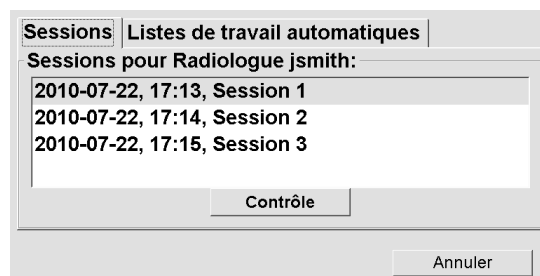 Sessions Listes de travail automatiques
Sessions pour Radiologue jsmith:
2010-07-22, 17:13, Session 1
2010-07-22, 17:14, Session 2
2010-07-22, 17:15, Session 3
Contrôle
Annuler